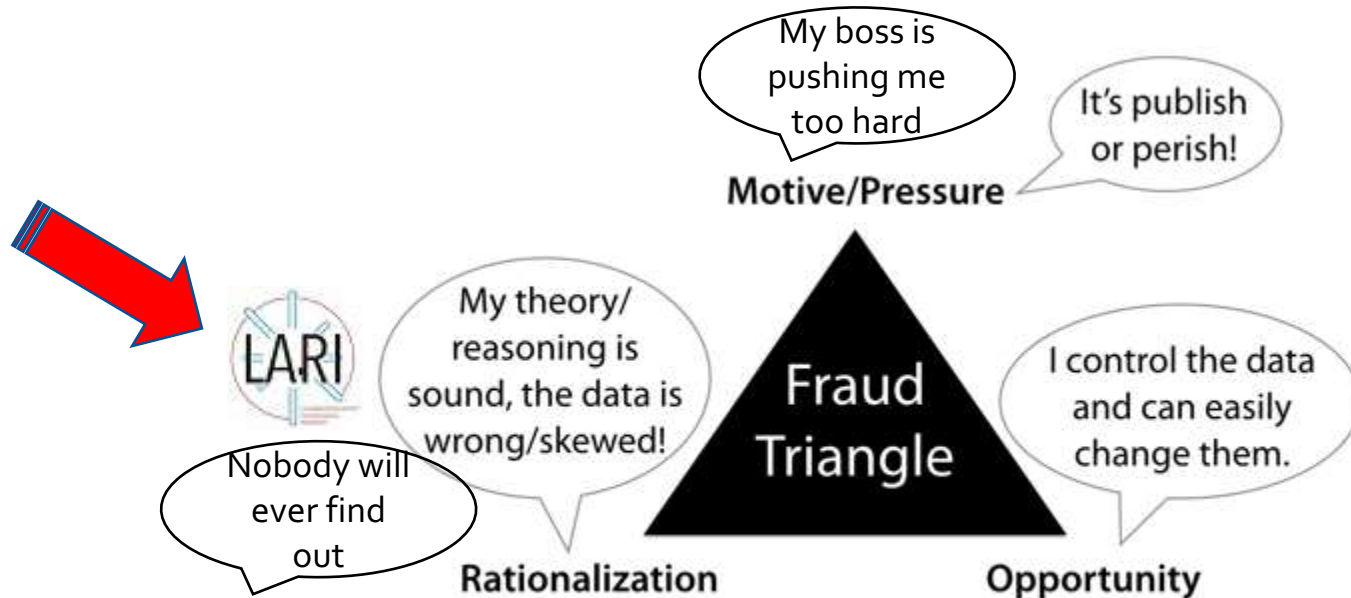 My boss is
pushing me
too hard
It's publish
or perish!
Motive/Pressure
LARI
My theory/
reasoning is
sound, the data is
wrong/skewed!
Fraud
Triangle
I control the data
and can easily
change them.
Nobody will
ever find
out
Rationalization
Opportunity